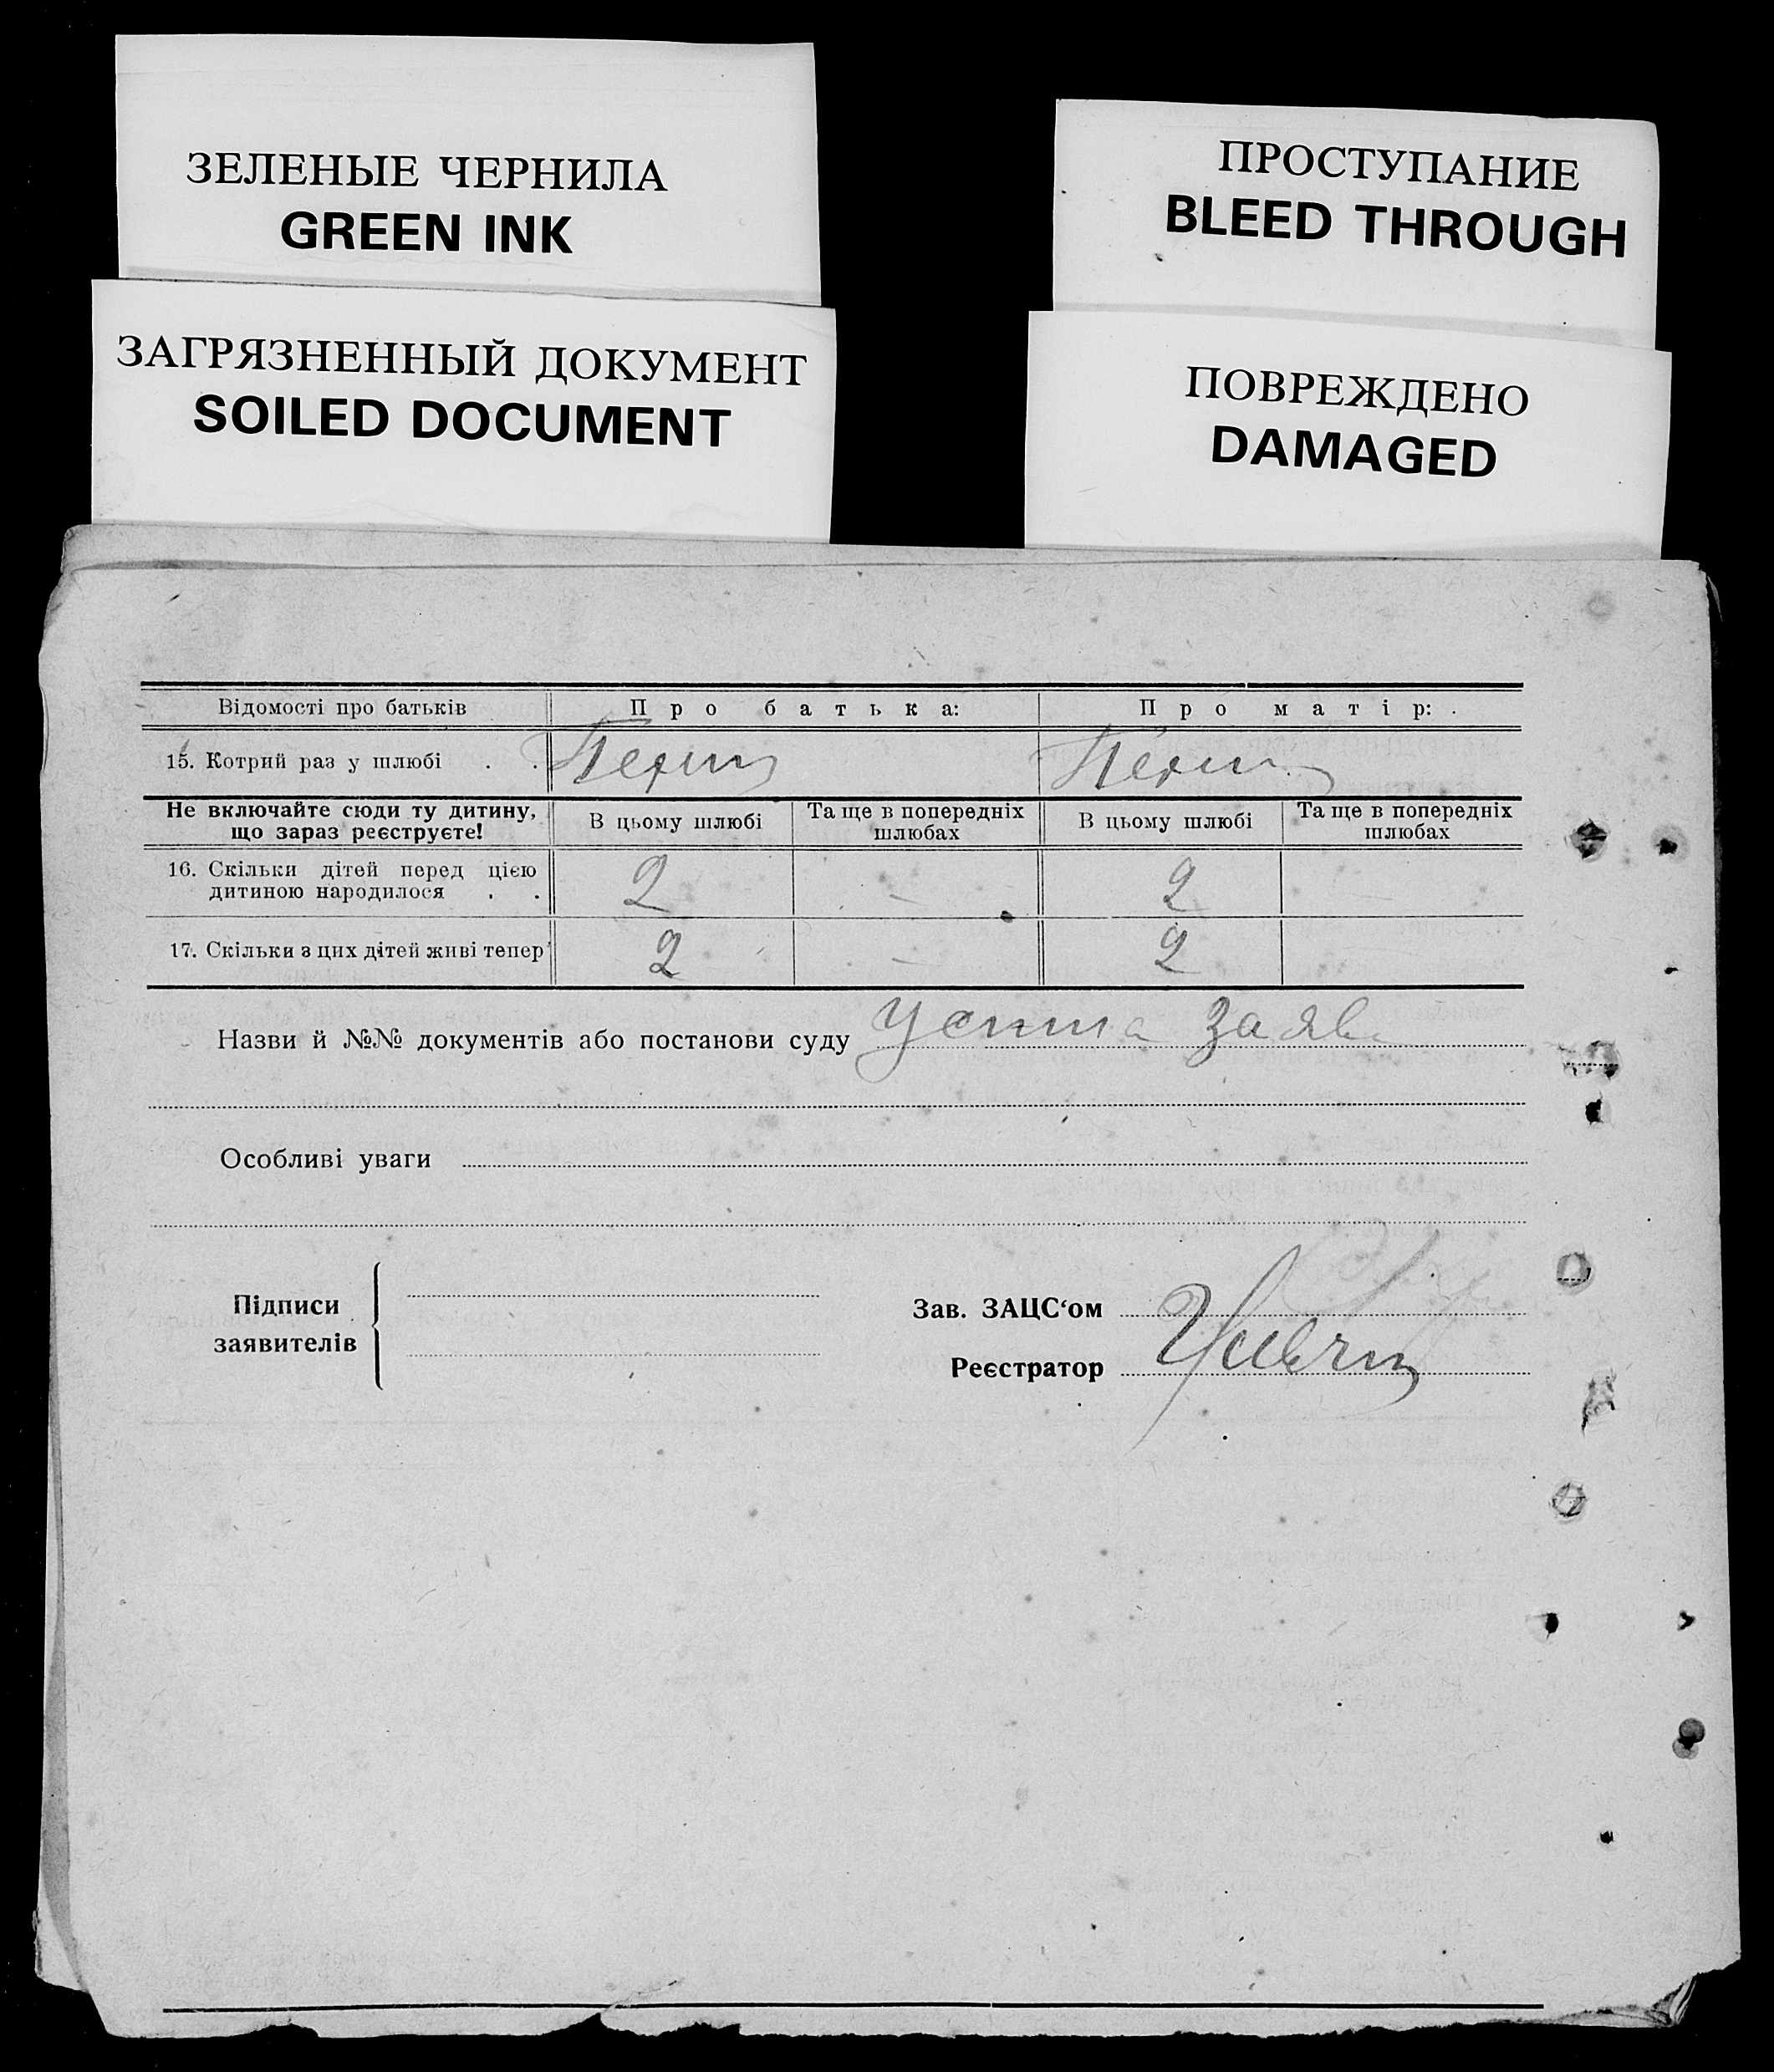 ЗЕЛЕНЫЕ ЧЕРНИЛА
GREEN INK
ПРОСТУПАНИЕ
BLEED THROUGH
ЗАГРЯЗНЕННЫЙ ДОКУМЕНТ
SOILED DOCUMENT
ПОВРЕЖДЕНО
DAMAGED
Відомості про батьків Про батька: Про матір:
15. Котрий раз у шлюбі . .
Не включайте сюди ту дитину, що зараз реєструєте! В цьому шлюбі Та ще в попередніх шлюбах В цьому шлюбі Та ще в попередніх шлюбах
16. Скільки дітей перед цією
дитиною народилося . . 2 – 2
17. Скільки з цих дітей живі тепер 2 – 2
Назви й №№ документів або постанови суду Устна заява
Особливі уваги
Підписи
заявителів
Зав. ЗАЦС‘ом
Реєстратор